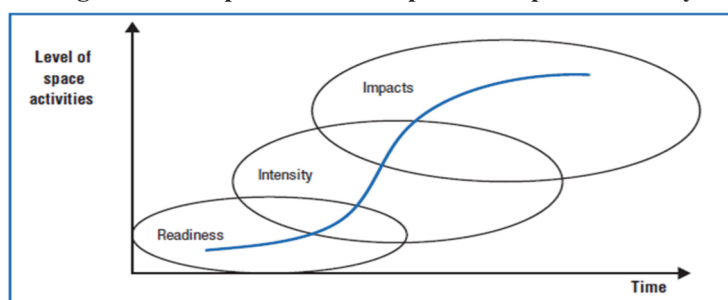 Level of
space
activities
Impacts
Intensity
Readiness
Time